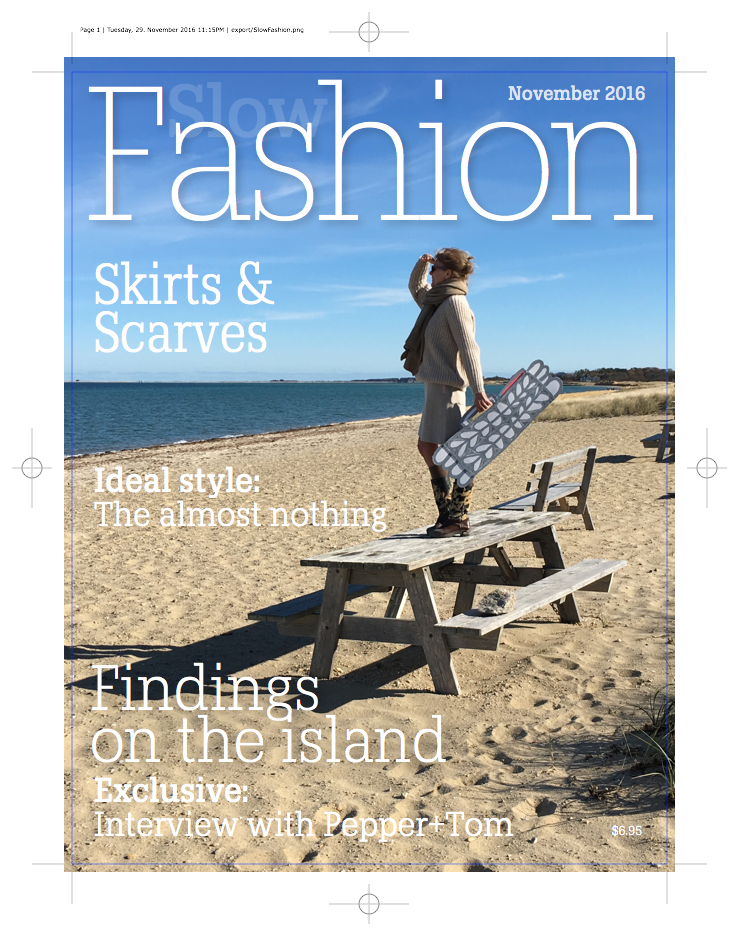 Page 1 | Tuesday, 29. November 2016 11:15PM | export/SlowFashion.png
November 2016
Slow
Fashion
Skirts &
Scarves
Ideal style:
The almost nothing
Findings
on the island
Exclusive:
Interview with Pepper+Tom
$6.95